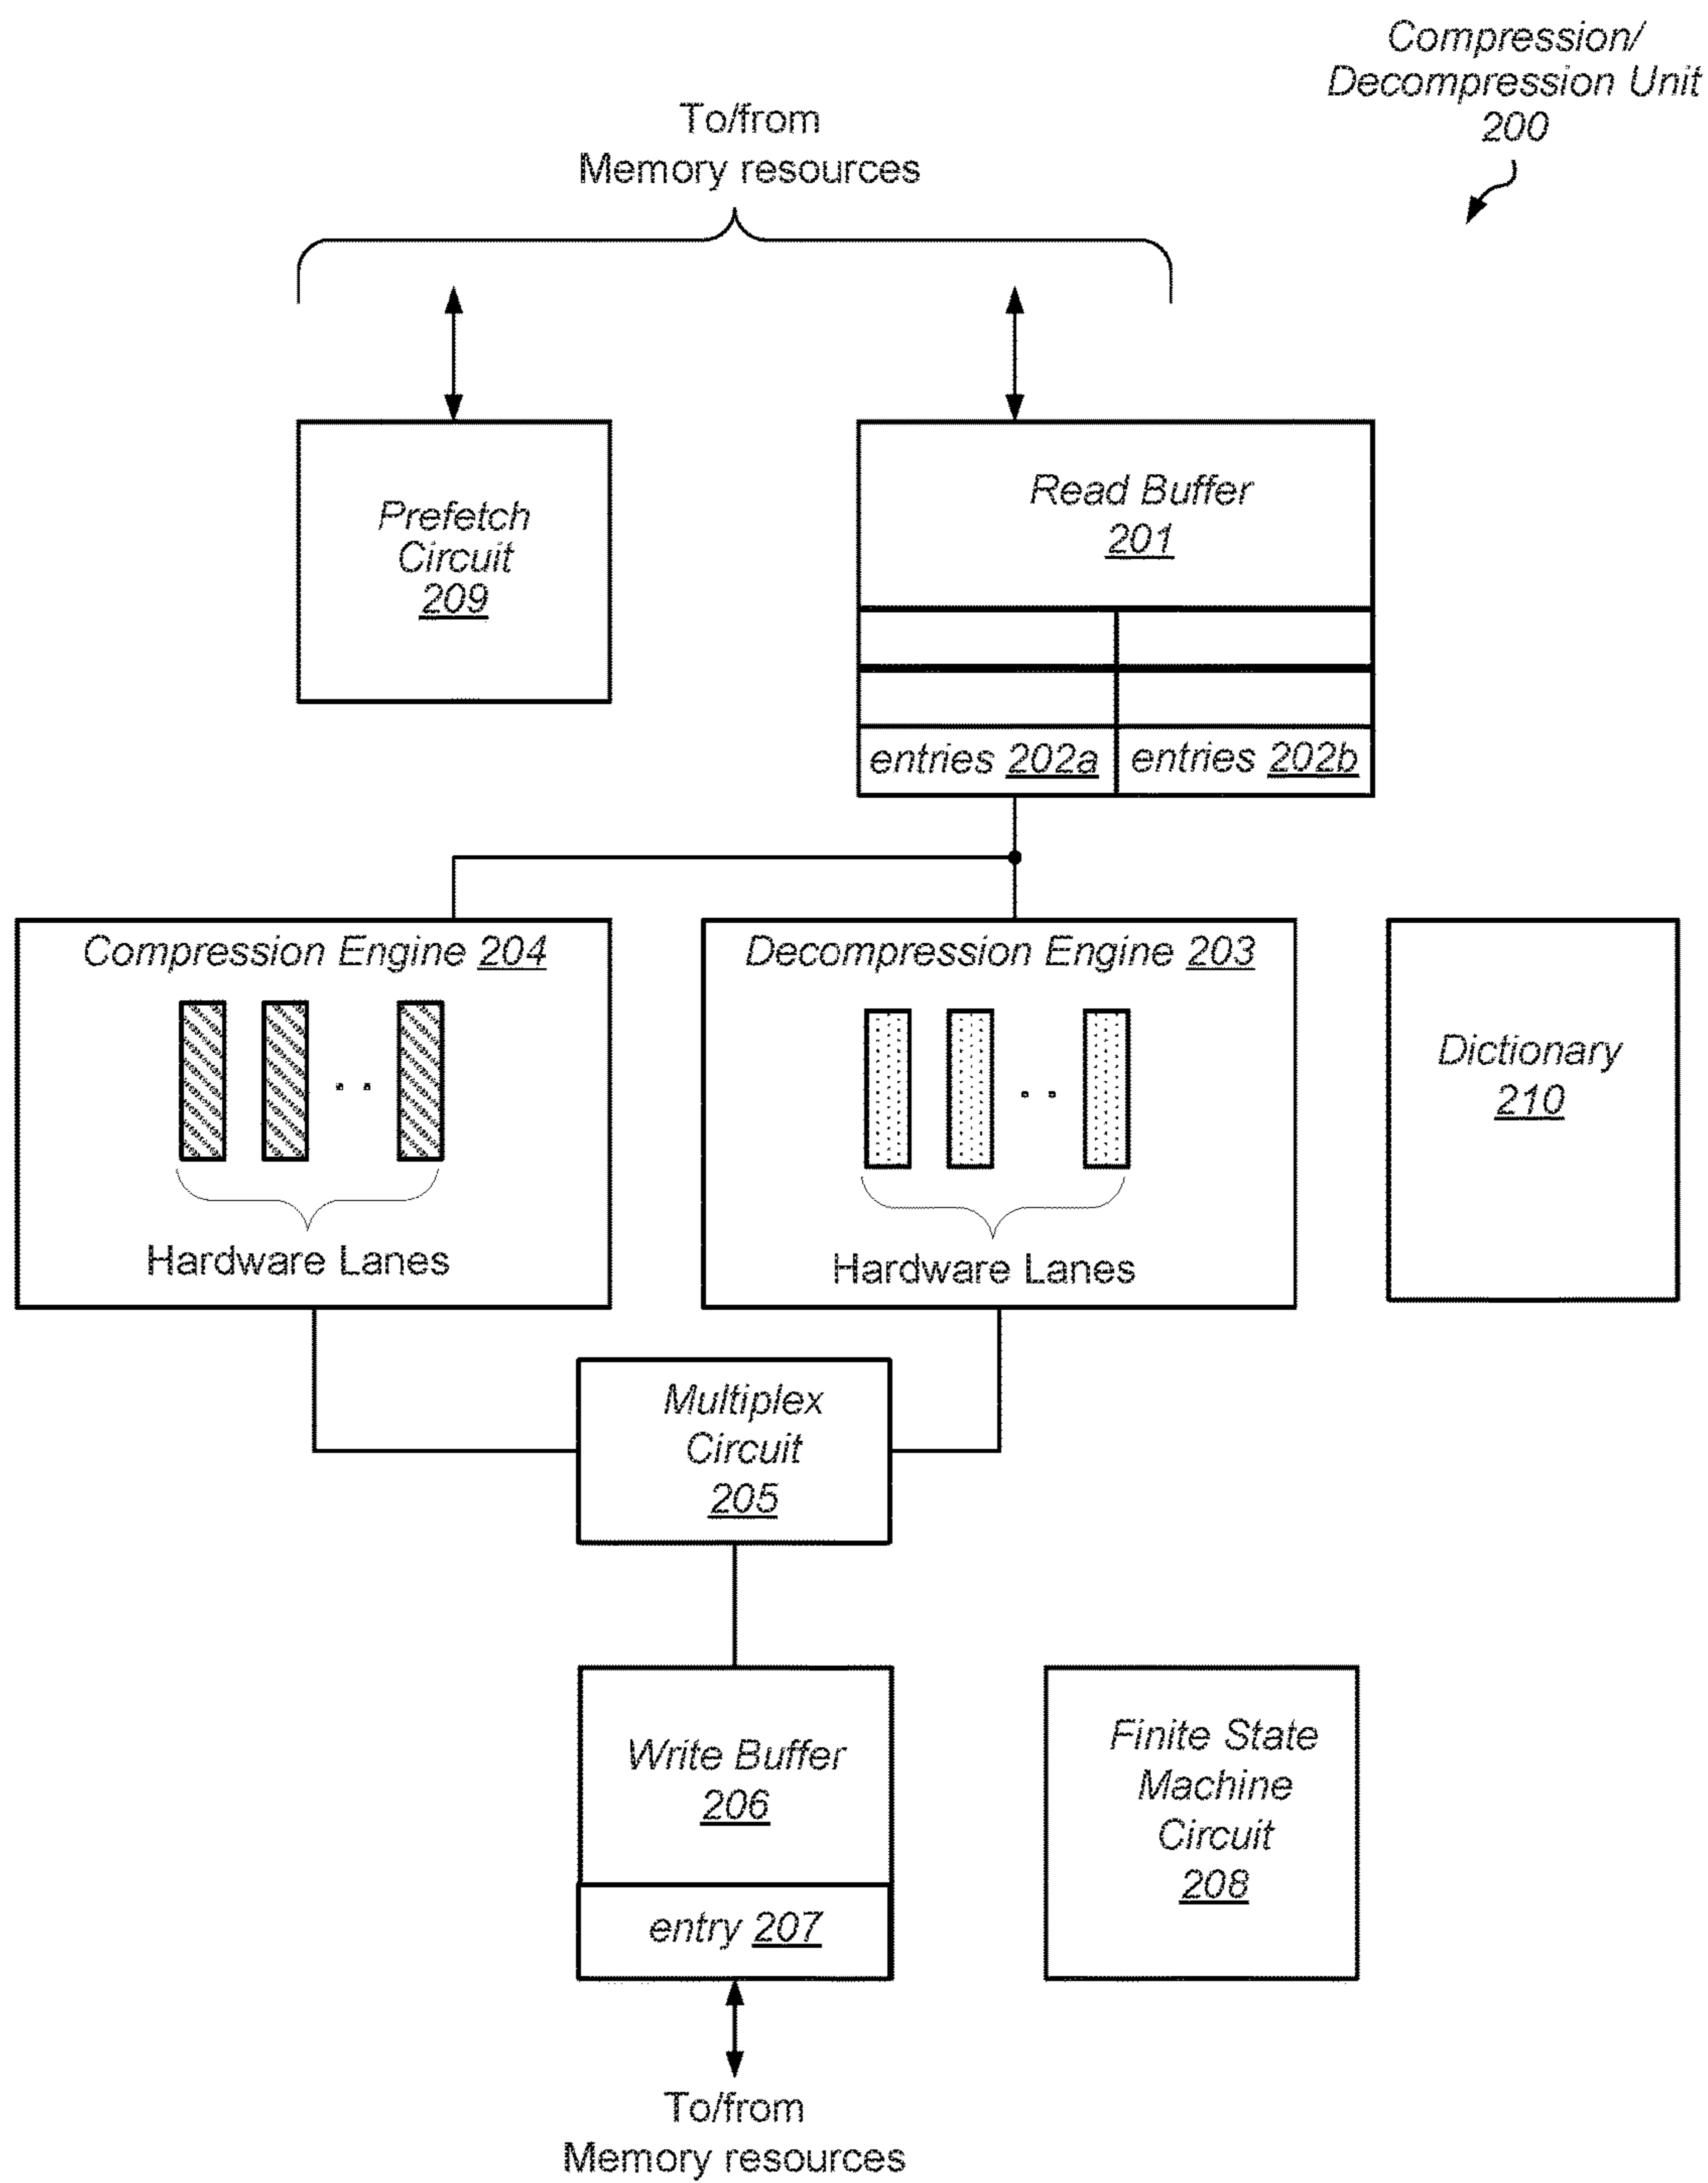 Compression/
Decompression Unit
200
To/from
Memory resources
Prefetch
Circuit
209
Read Buffer
201
entries 202a
entries 202b
Compression Engine 204
Hardware Lanes
Decompression Engine 203
Hardware Lanes
Dictionary
210
Multiplex
Circuit
205
Write Buffer
206
entry 207
Finite State
Machine
Circuit
208
To/from
Memory resources